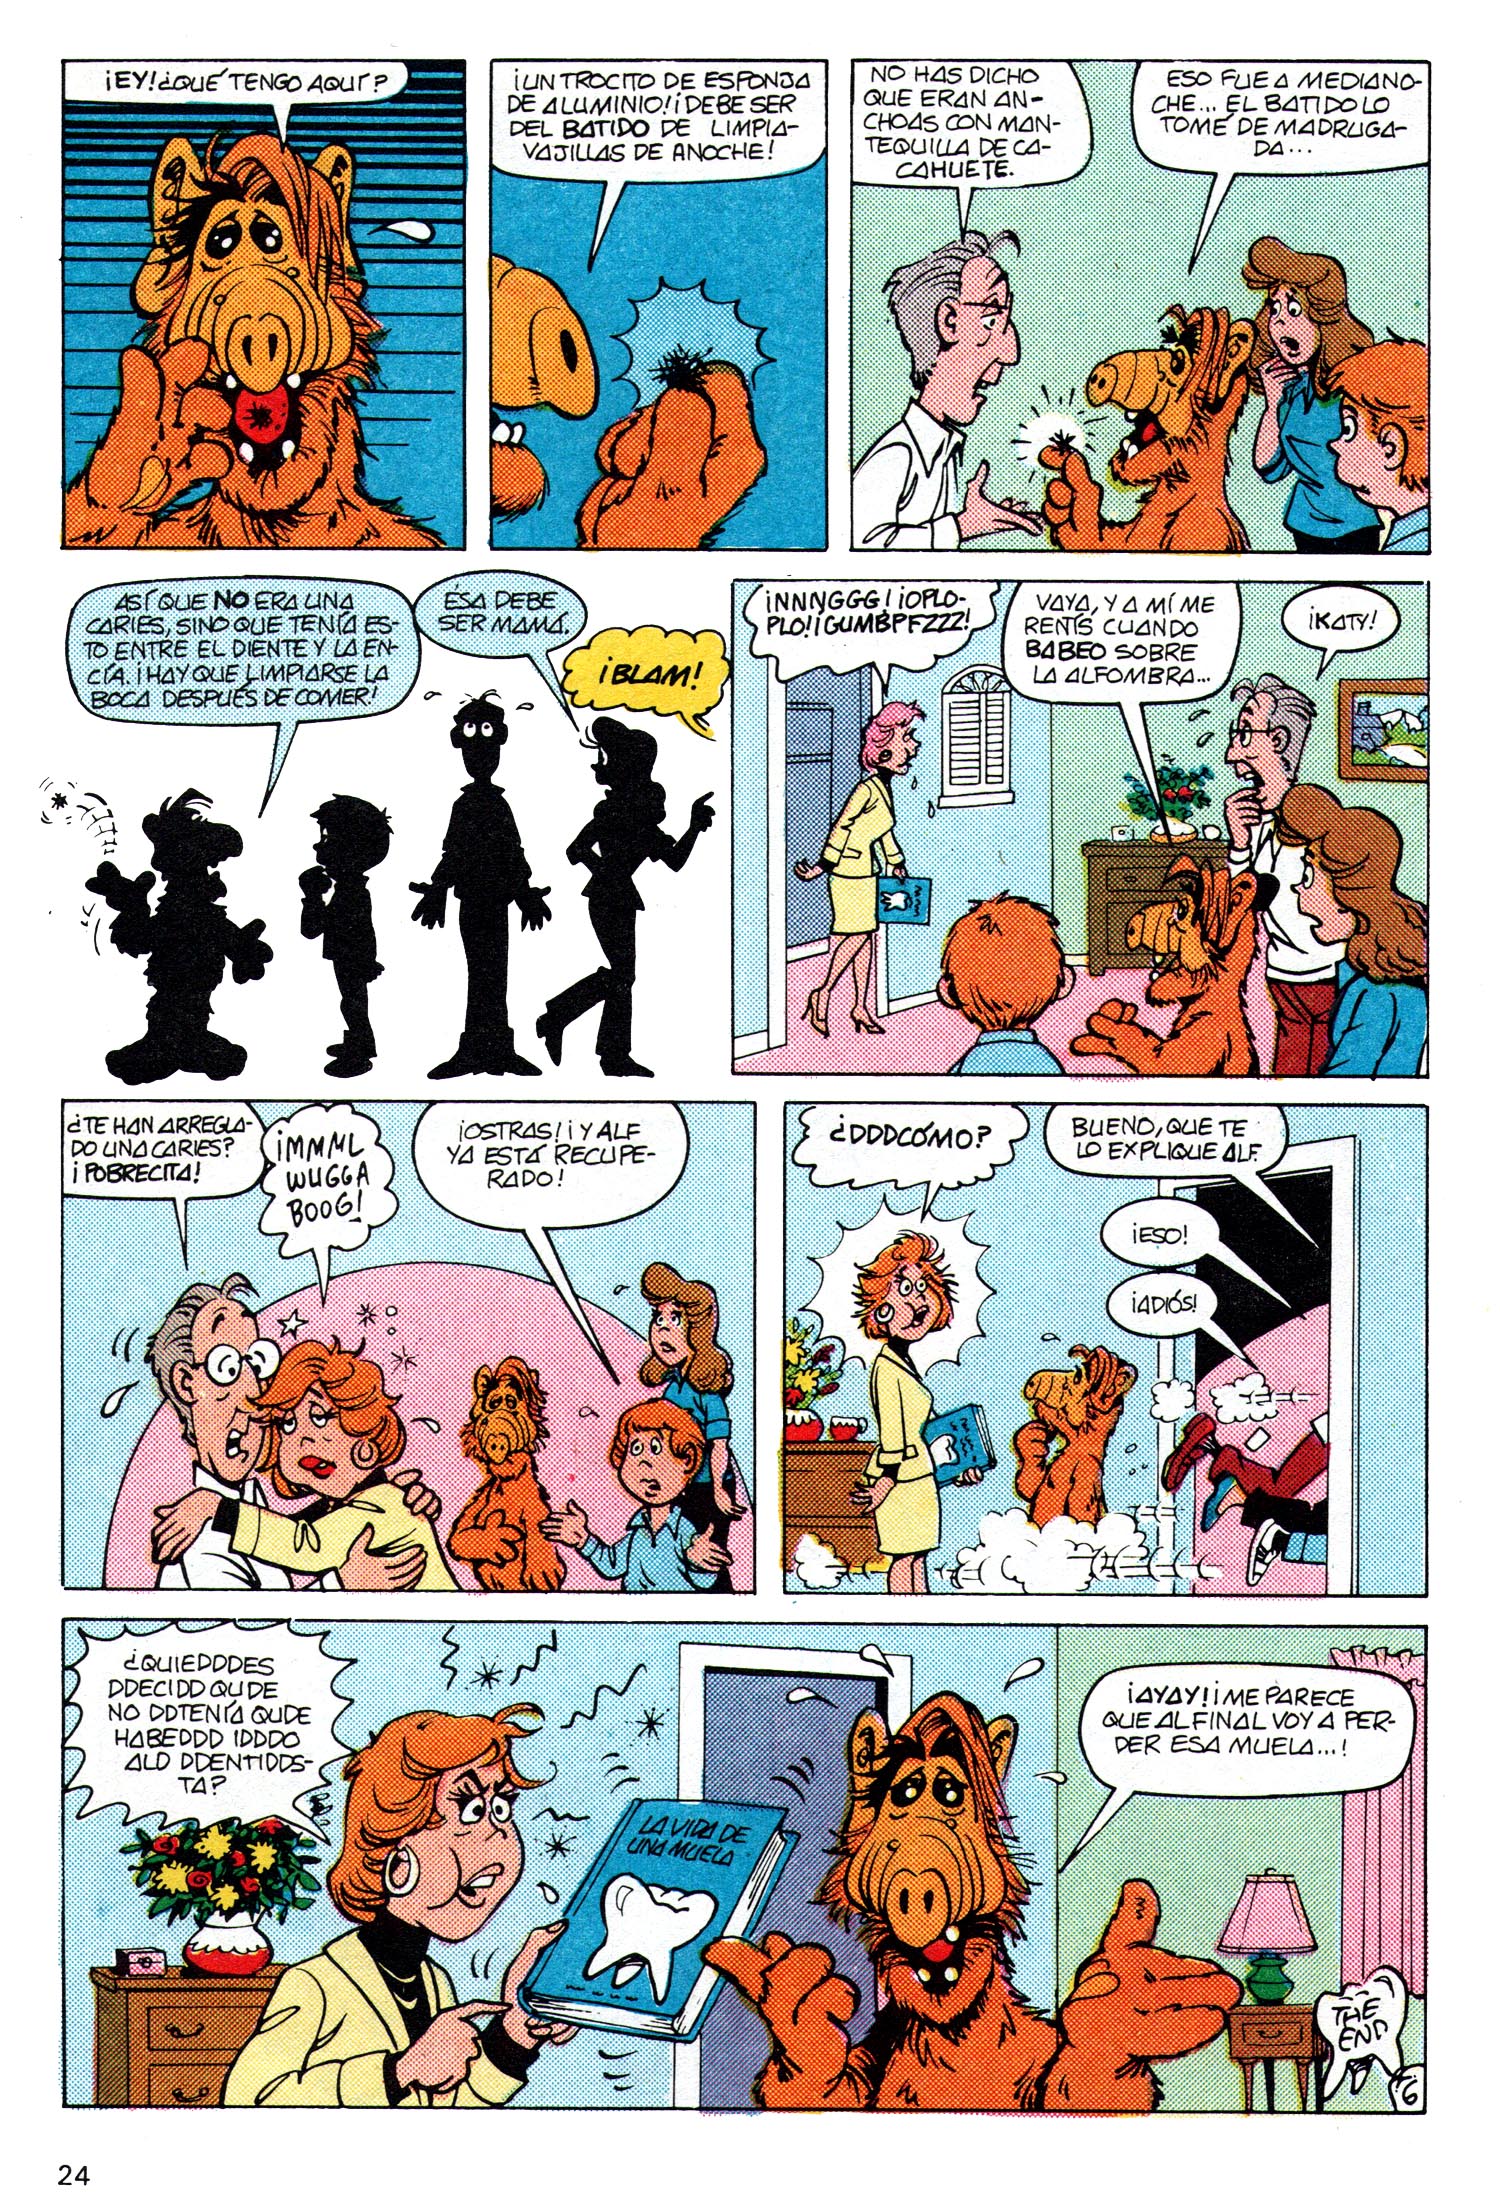 ¡EY! ¿QUÉ TENGO AQUÍ?
¡UN TROCITO DE ESPONJA
DE ALUMINIO! ¡DEBE SER
DEL BATIDO DE LIMPIA-
VAJILLAS DE ANOCHE!
NO HAS DICHO
QUE ERAN AN-
CHOAS CON MAN-
TEQUILLA DE CA-
CAHUETE.
ESO FUE A MEDIANO-
CHE... EL BATIDO LO
TOMÉ DE MADRUGA-
DA...
ASÍ QUE NO ERA UNA
CARIES, SINO QUE TENÍA ES-
TO ENTRE EL DIENTE Y LA EN-
CÍA. ¡HAY QUE LIMPIARSE LA
BOCA DESPUÉS DE COMER!
ÉSA DEBE
SER MAMÁ.
¡BLAM!
¡NNNGGG! ¡OPLO-
PLO! ¡GUMBPFZZZ!
VAYA, Y A MÍ ME
REÑÍS CUANDO
BABEO SOBRE
LA ALFOMBRA...
¡KATY!
¿TE HAN ARREGLA-
DO UNA CARIES?
¡POBRECITA!
¡MMML
WUGGA
BOOG!
¡OSTRAS! ¡Y ALF
YA ESTÁ RECUPE-
RADO!
¿DDDCÓMO?
BUENO, QUE TE
LO EXPLIQUE ALF.
¡ESO!
¡ADIÓS!
¿QUIEDDDES
DDECIDD QUDE
NO DDTENÍA QUDE
HABEDDD IDDDO
ALD DDENTIDDS-
TA?
LA VIDA DE
UNA MUELA
¡AYAY! ¡ME PARECE
QUE AL FINAL VOY A PER-
DER ESA MUELA...!
THE
END
6
24